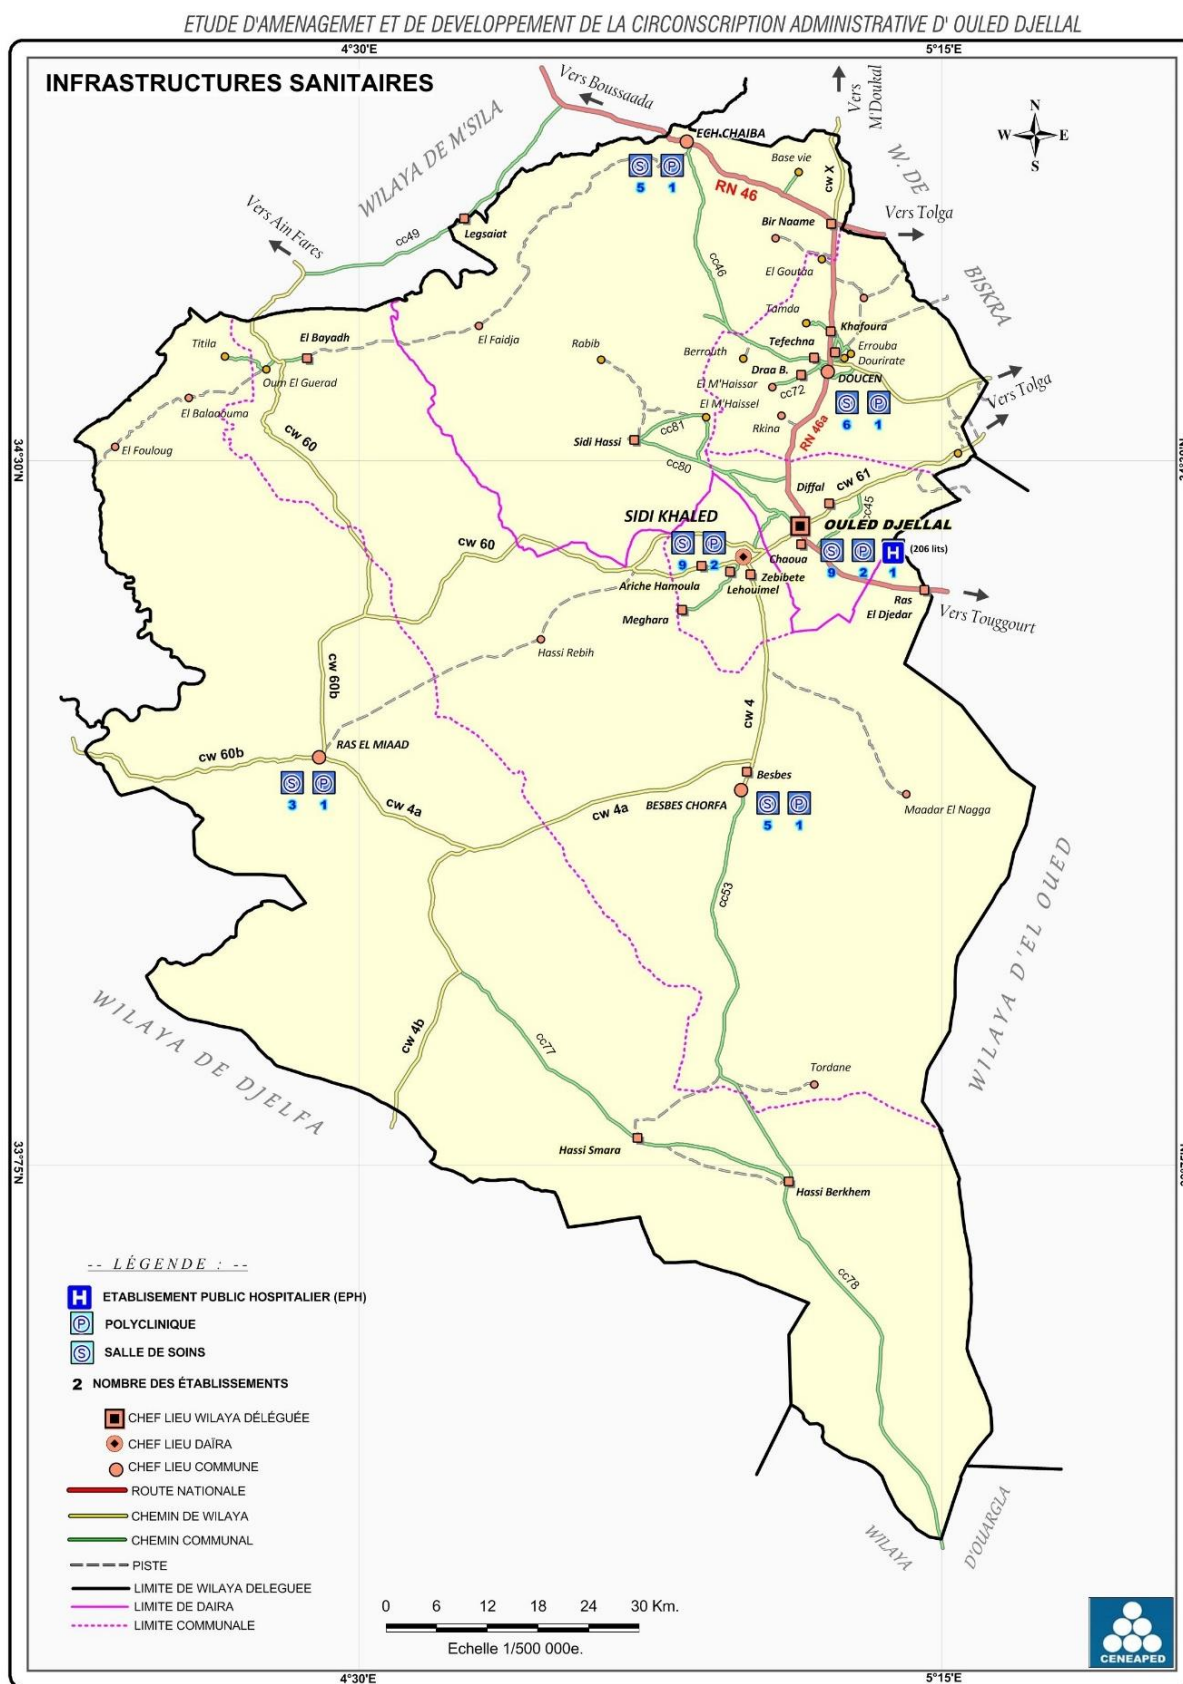 ETUDE D'AMENAGEMET ET DE DEVELOPPEMENT DE LA CIRCONSCRIPTION ADMINISTRATIVE D' OULED DJELLAL
4°30'E
5°15'E
INFRASTRUCTURES SANITAIRES
Vers Boussaada
Vers M'Doukal
N
W E
S
WILAYA DE M'SILA
ECH CHAIBA
Base vie
cw X
W. DE
BISKRA
5 1
RN 46
Vers Ain Fares
cc49
Legsaiat
Bir Naame
Vers Tolga
cc46
El Goutaa
Tamda
Khafoura
Titila
El Bayadh
El Faidja
Rabib
Berrouth
Tefechna
Errouba
Dourirate
Oum El Guerad
Draa B.
DOUCEN
El M'Haissar
cc72
Vers Tolga
El Balaaouma
El M'Haissel
6 1
El Fouloug
cw 60
Sidi Hassi
cc81
Rkina
RN 46a
34°30'N
cc80
Diffal
cw 61
cc45
SIDI KHALED
OULED DJELLAL
cw 60
9 2
Chaoua
(206 lits)
9 2 1
Ariche Hamoula
Zebibete
Lehouimel
Ras
El Djedar
Meghara
Vers Touggourt
Hassi Rebih
cw 60b
cw 4
RAS EL MIAAD
cw 60b
3 1
cw 4a
Besbes
BESBES CHORFA
5 1
cw 4a
Maadar El Nagga
cc53
WILAYA D'EL OUED
WILAYA DE DJELFA
cw 4b
cc77
Tordane
Hassi Smara
33°75'N
Hassi Berkhem
cc78
-- LÉGENDE : --
H ETABLISEMENT PUBLIC HOSPITALIER (EPH)
P POLYCLINIQUE
S SALLE DE SOINS
2 NOMBRE DES ÉTABLISSEMENTS
CHEF LIEU WILAYA DÉLÉGUÉE
CHEF LIEU DAÏRA
CHEF LIEU COMMUNE
ROUTE NATIONALE
CHEMIN DE WILAYA
CHEMIN COMMUNAL
PISTE
LIMITE DE WILAYA DELEGUEE
LIMITE DE DAIRA
LIMITE COMMUNALE
0 6 12 18 24 30 Km.
Echelle 1/500 000e.
WILAYA
D'OUARGLA
CENEAPED
4°30'E
5°15'E